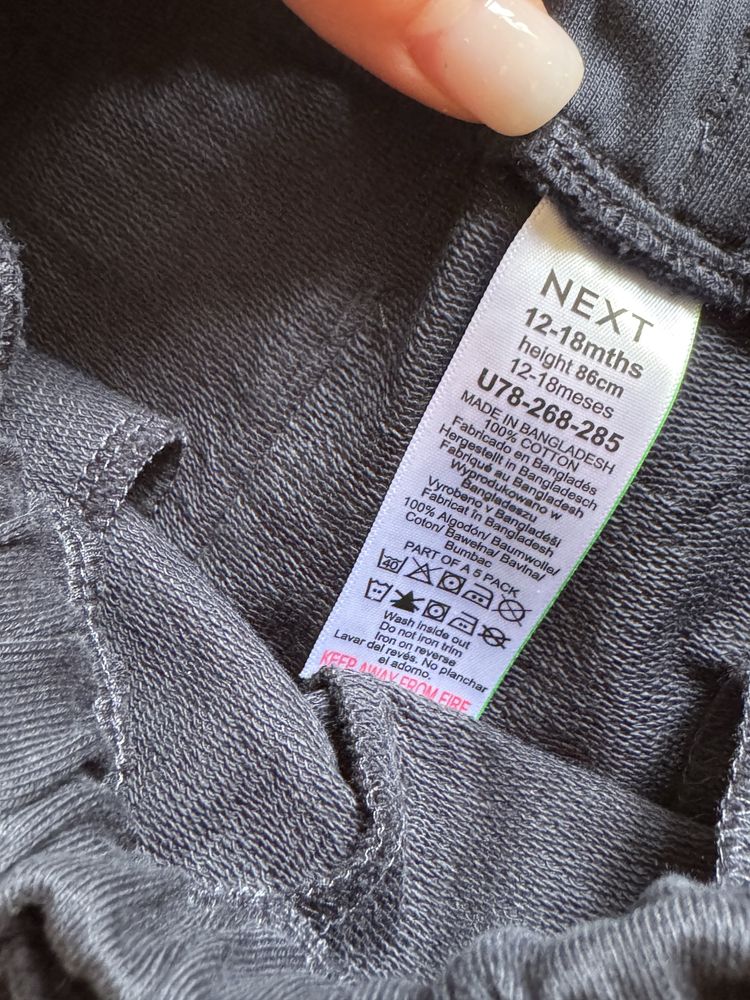 NEXT
12-18mths
height 86cm
12-18meses
U78-268-285
MADE IN BANGLADESH
100% COTTON
Fabricado en Bangladés
Hergestellt in Bangladesch
Fabriqué au Bangladesh
Wyprodukowano w
Bangladeszu
Vyrobeno v Bangladéši
Fabricat în Bangladesh
100% Algodón/ Baumwolle/
Coton/ Bawełna/ Bavlna/
Bumbac
PART OF A 5 PACK
40
Wash inside out
Do not iron trim
Iron on reverse
Lavar del revés. No planchar
el adorno.
KEEP AWAY FROM FIRE